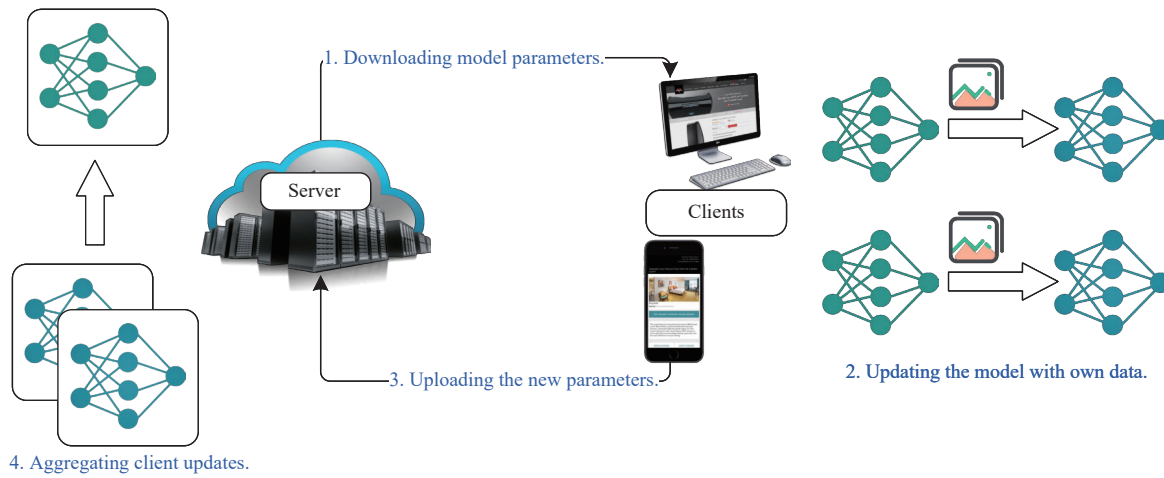 1. Downloading model parameters.
Server
Clients
3. Uploading the new parameters.
2. Updating the model with own data.
4. Aggregating client updates.